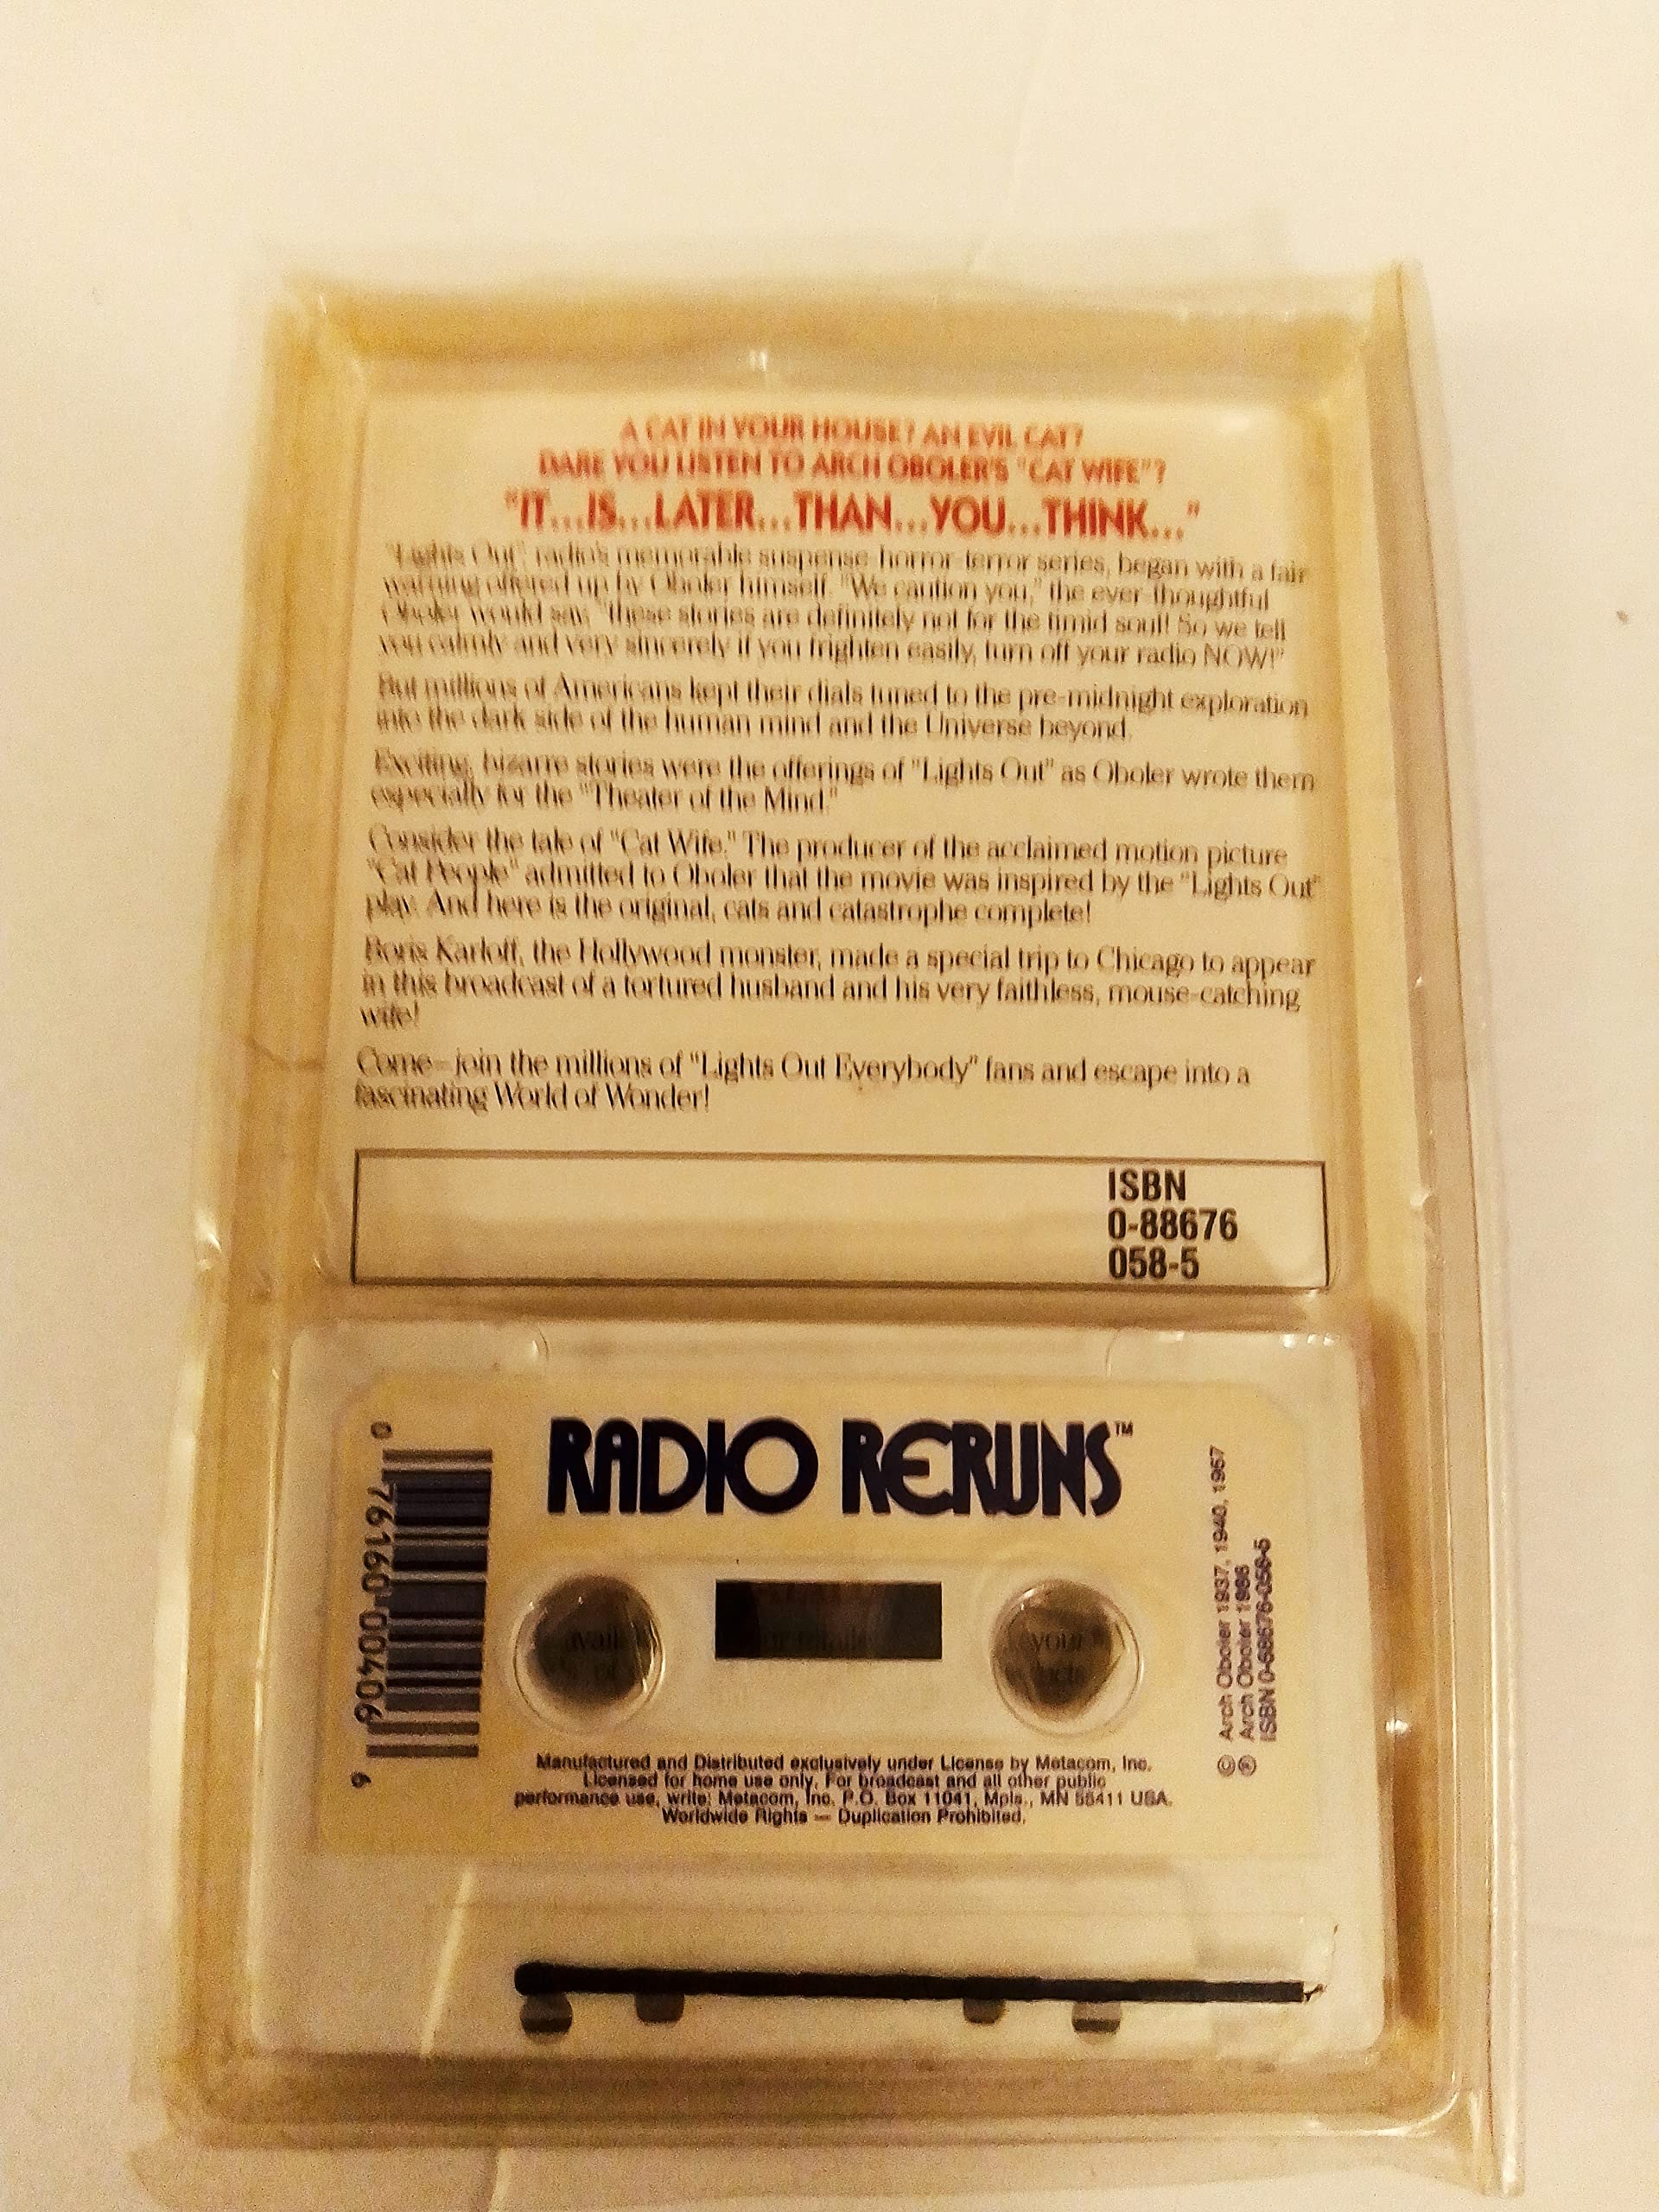 A CAT IN YOUR HOUSE? AN EVIL CAT?
DARE YOU LISTEN TO ARCH OBOLER'S "CAT WIFE"?
"IT...IS...LATER...THAN...YOU...THINK..."
"Lights Out", radio's memorable suspense-horror-terror series, began with a fair
warning offered up by Oboler himself. "We caution you," the ever-thoughtful
Oboler would say, "these stories are definitely not for the timid soul! So we tell
you calmly and very sincerely if you frighten easily, turn off your radio NOW!"
But millions of Americans kept their dials tuned to the pre-midnight exploration
into the dark side of the human mind and the Universe beyond.
Exciting, bizarre stories were the offerings of "Lights Out" as Oboler wrote them
especially for the "Theater of the Mind."
Consider the tale of "Cat Wife." The producer of the acclaimed motion picture
"Cat People" admitted to Oboler that the movie was inspired by the "Lights Out"
play. And here is the original, cats and catastrophe complete!
Boris Karloff, the Hollywood monster, made a special trip to Chicago to appear
in this broadcast of a tortured husband and his very faithless, mouse-catching
wife!
Come—join the millions of "Lights Out Everybody" fans and escape into a
fascinating World of Wonder!
ISBN
0-88676
058-5
RADIO RERUNS™
0 76160 00406 6
your
© Arch Oboler 1937, 1940, 1967
℗ Arch Oboler 1986
ISBN 0-88676-058-5
Manufactured and Distributed exclusively under License by Metacom, Inc.
Licensed for home use only. For broadcast and all other public
performance use, write: Metacom, Inc. P.O. Box 11041, Mpls., MN 55411 USA.
Worldwide Rights — Duplication Prohibited.